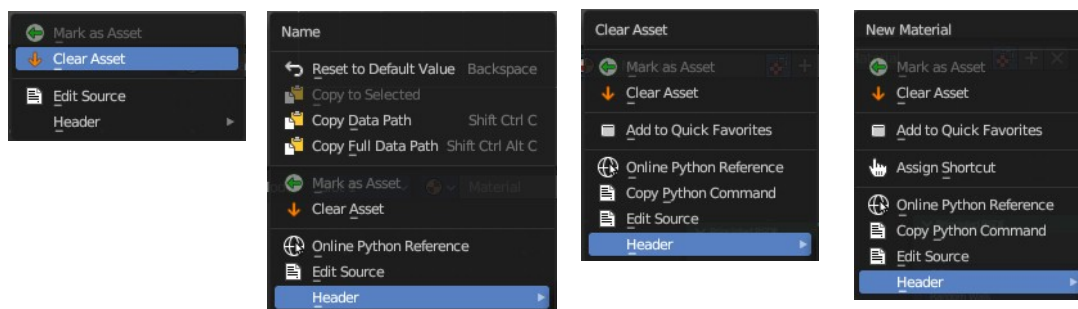 Mark as Asset
Clear Asset
Edit Source
Header
Name
Reset to Default Value Backspace
Copy to Selected
Copy Data Path Shift Ctrl C
Copy Full Data Path Shift Ctrl Alt C
Mark as Asset
Material
Clear Asset
Online Python Reference
Edit Source
Header
Clear Asset
Mark as Asset
Clear Asset
Add to Quick Favorites
Online Python Reference
Copy Python Command
Edit Source
Header
New Material
Mark as Asset
Clear Asset
Add to Quick Favorites
Assign Shortcut
Online Python Reference
Copy Python Command
Edit Source
Header